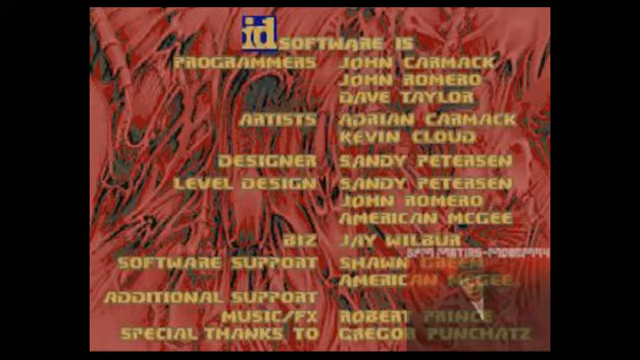 id SOFTWARE IS
PROGRAMMERS JOHN CARMACK
JOHN ROMERO
DAVE TAYLOR
ARTISTS ADRIAN CARMACK
KEVIN CLOUD
DESIGNER SANDY PETERSEN
LEVEL DESIGN SANDY PETERSEN
JOHN ROMERO
AMERICAN MCGEE
BIZ JAY WILBUR
SOFTWARE SUPPORT SHAWN GREEN
AMERICAN MCGEE
ADDITIONAL SUPPORT
MUSIC/FX ROBERT PRINCE
SPECIAL THANKS TO GREGOR PUNCHATZ